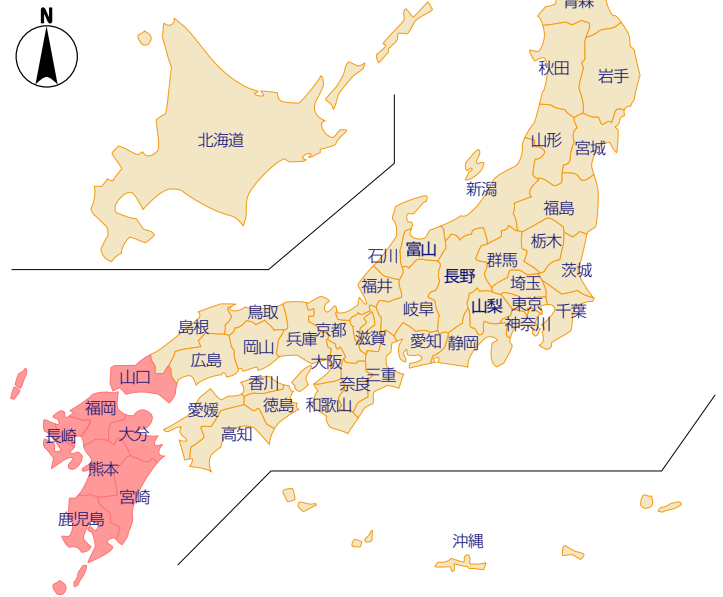 N
青森
秋田
岩手
北海道
山形
宮城
新潟
福島
栃木
石川
富山
群馬
長野
茨城
福井
埼玉
岐阜
山梨
東京
千葉
神奈川
鳥取
島根
京都
兵庫
滋賀
愛知
静岡
岡山
広島
大阪
三重
山口
香川
奈良
徳島
和歌山
福岡
愛媛
大分
高知
長崎
熊本
宮崎
鹿児島
沖縄